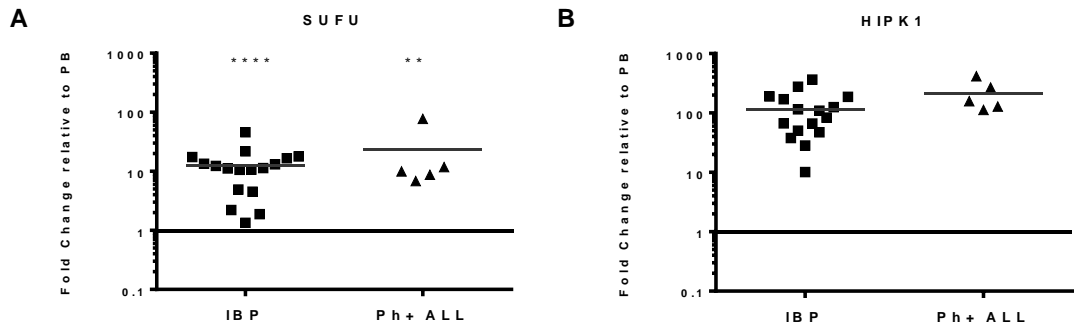 A
SUFU
Fold Change relative to PB
1000
100
10
1
0.1
****
**
IBP
Ph+ ALL
B
HIPK1
Fold Change relative to PB
1000
100
10
1
0.1
IBP
Ph+ ALL